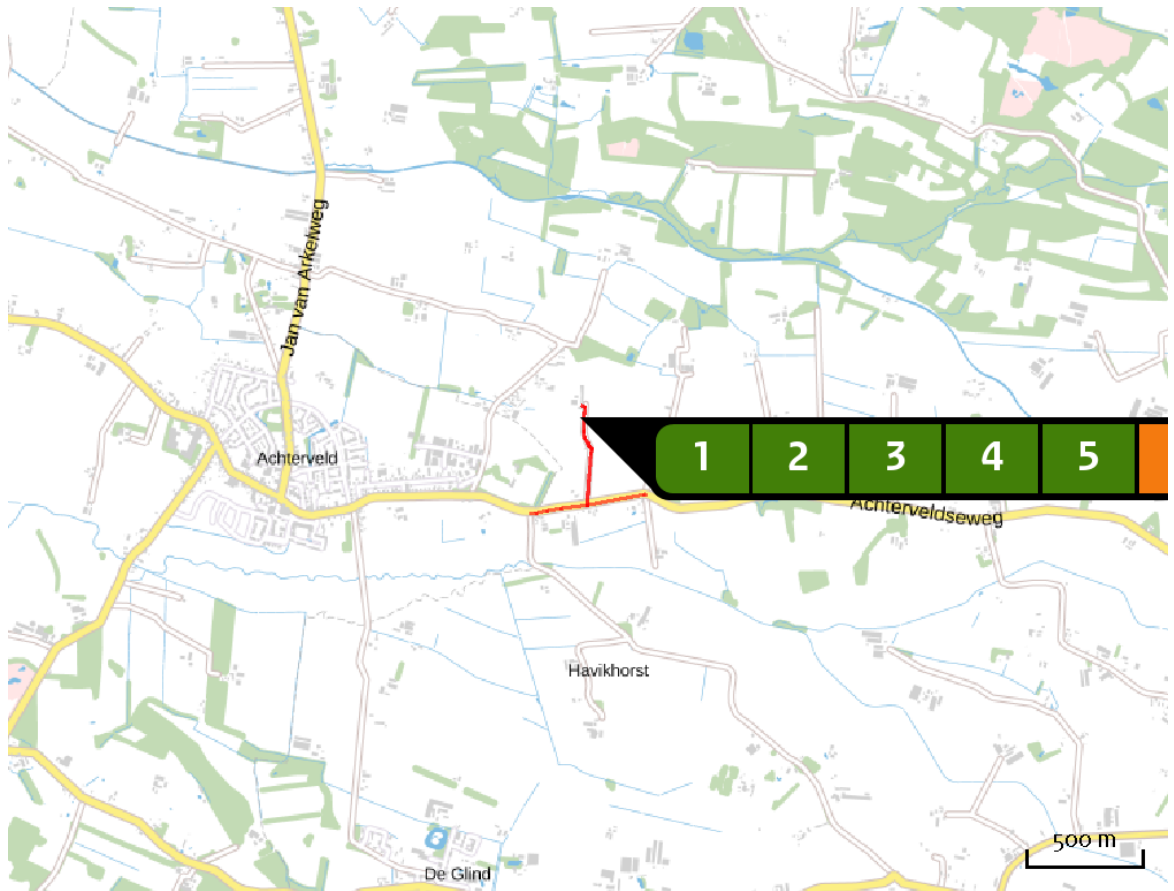 Jan van Arkelweg
Achterveld
1 2 3 4 5
Achterveldseweg
Havikhorst
500 m
De Glind